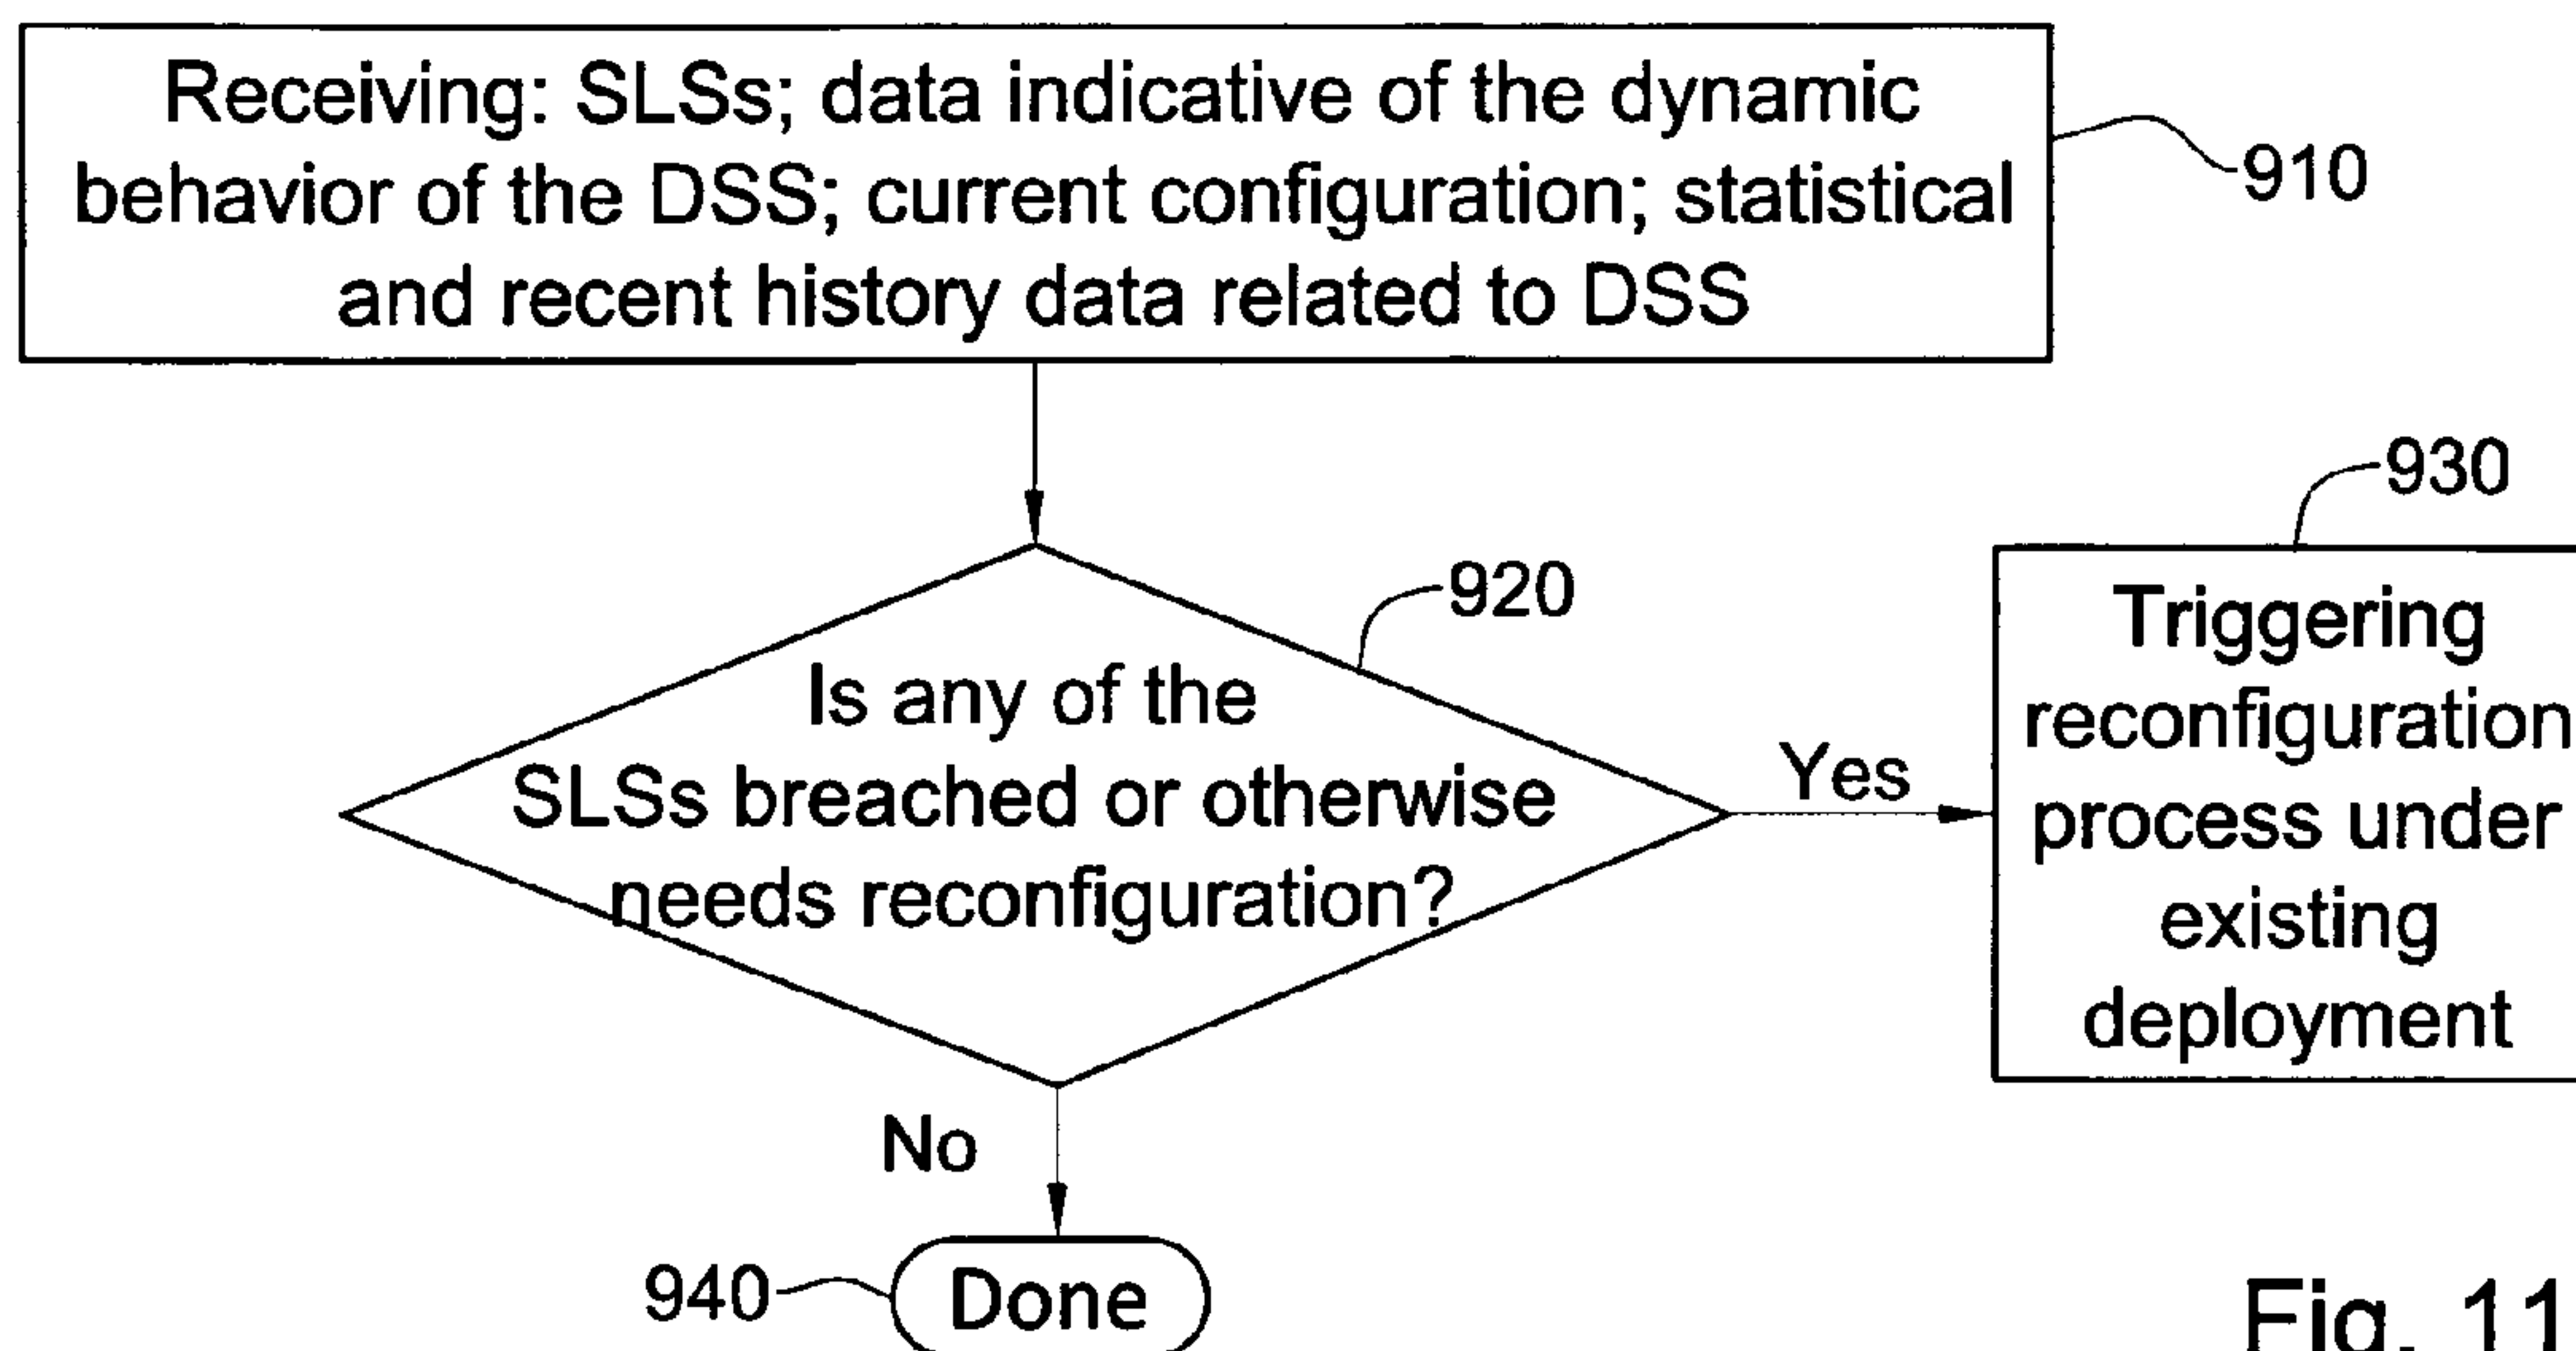 Receiving: SLSs; data indicative of the dynamic
behavior of the DSS; current configuration; statistical
and recent history data related to DSS
910
920
Is any of the
SLSs breached or otherwise
needs reconfiguration?
Yes
930
Triggering
reconfiguration
process under
existing
deployment
No
940
Done
Fig. 11